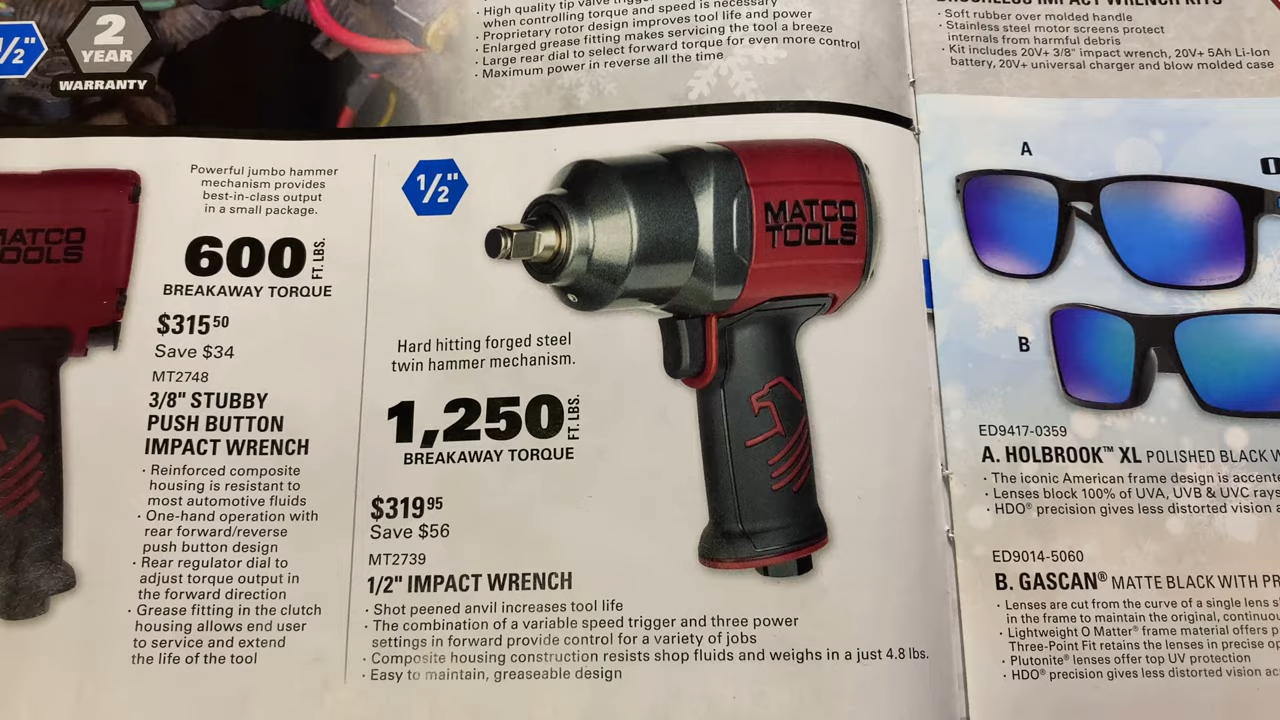 1/2"
2
YEAR
WARRANTY
· High quality tip valve
when controlling torque and speed is necessary
· Proprietary rotor design improves tool life and power
· Enlarged grease fitting makes servicing the tool a breeze
· Large rear dial to select forward torque for even more control
· Maximum power in reverse all the time
IMPACT WRENCH KITS
· Soft rubber over molded handle
· Stainless steel motor screens protect
internals from harmful debris
· Kit includes 20V+ 3/8" impact wrench, 20V+ 5Ah Li-Ion
battery, 20V+ universal charger and blow molded case
MATCO
TOOLS
Powerful jumbo hammer
mechanism provides
best-in-class output
in a small package.
600 FT. LBS.
BREAKAWAY TORQUE
$315 50
Save $34
MT2748
3/8" STUBBY
PUSH BUTTON
IMPACT WRENCH
· Reinforced composite
housing is resistant to
most automotive fluids
· One-hand operation with
rear forward/reverse
push button design
· Rear regulator dial to
adjust torque output in
the forward direction
· Grease fitting in the clutch
housing allows end user
to service and extend
the life of the tool
1/2"
MATCO
TOOLS
Hard hitting forged steel
twin hammer mechanism.
1,250 FT. LBS.
BREAKAWAY TORQUE
$319 95
Save $56
MT2739
1/2" IMPACT WRENCH
· Shot peened anvil increases tool life
· The combination of a variable speed trigger and three power
settings in forward provide control for a variety of jobs
· Composite housing construction resists shop fluids and weighs in a just 4.8 lbs.
· Easy to maintain, greaseable design
A
B
ED9417-0359
A. HOLBROOK™ XL POLISHED BLACK
· The iconic American frame design is
· Lenses block 100% of UVA, UVB & UVC rays
· HDO® precision gives less distorted vision
ED9014-5060
B. GASCAN® MATTE BLACK WITH
· Lenses are cut from the curve of a single lens
in the frame to maintain the original,
· Lightweight O Matter® frame material offers
Three-Point Fit retains the lenses in precise
· Plutonite® lenses offer top UV protection
· HDO® precision gives less distorted vision